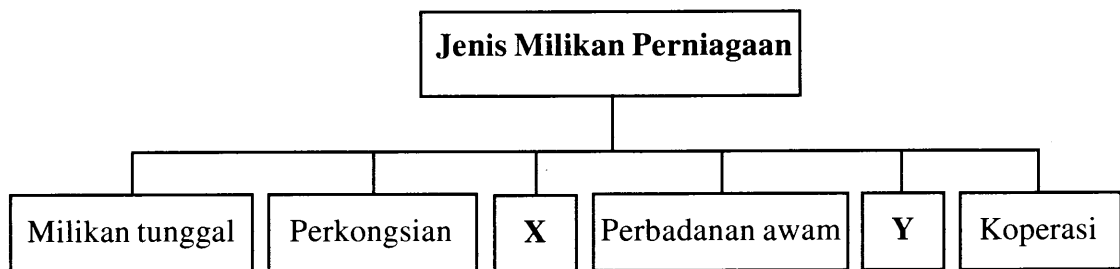 Jenis Milikan Perniagaan
Milikan tunggal
Perkongsian
X
Perbadanan awam
Y
Koperasi